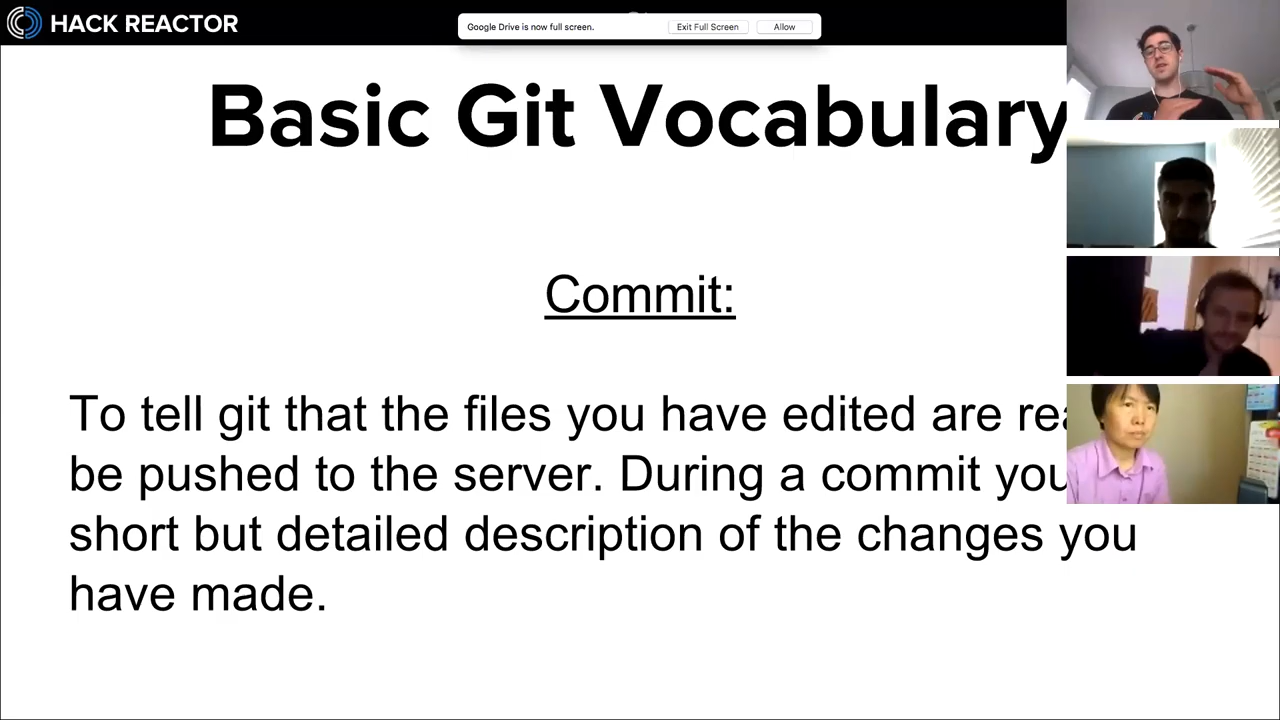 HACK REACTOR
Google Drive is now full screen. Exit Full Screen Allow
Basic Git Vocabulary
Commit:
To tell git that the files you have edited are
be pushed to the server. During a commit you
short but detailed description of the changes you
have made.